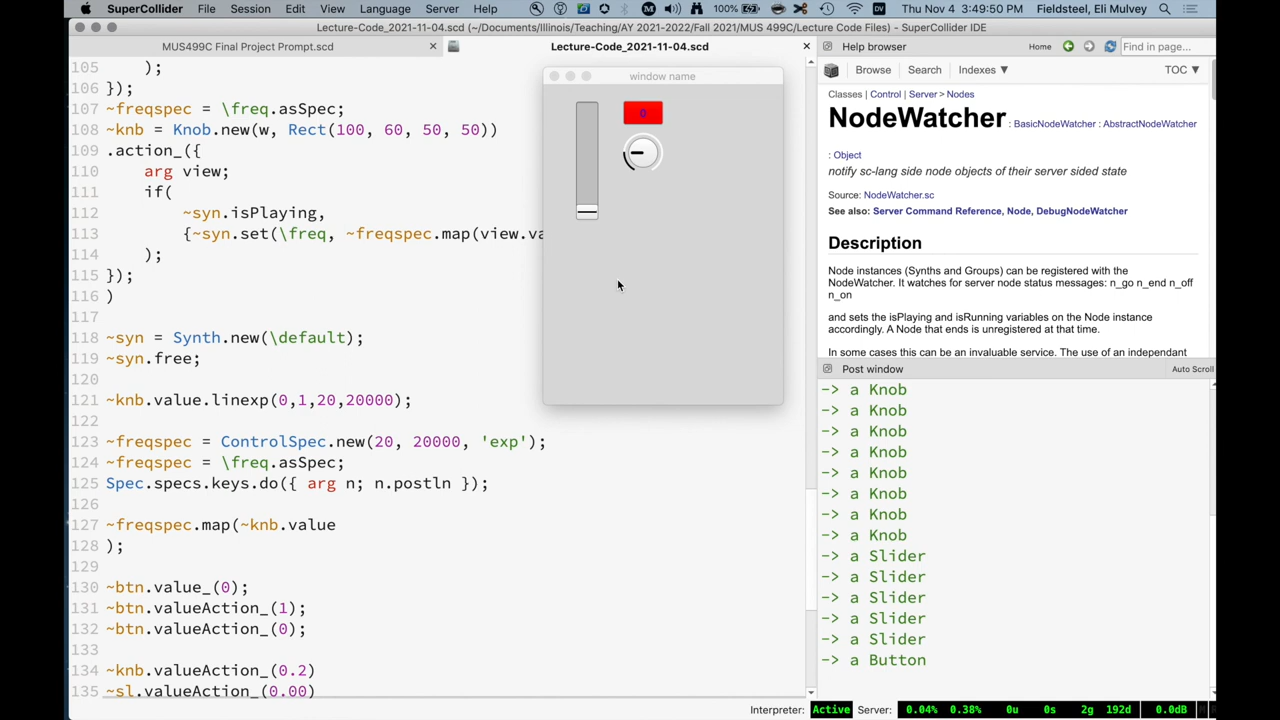 SuperCollider File Session Edit View Language Server Help 100% DV Thu Nov 4 3:49:50 PM Fieldsteel, Eli Mulvey
Lecture-Code_2021-11-04.scd (~/Documents/Illinois/Teaching/AY 2021-2022/Fall 2021/MUS 499C/Lecture Code Files) - SuperCollider IDE
MUS499C Final Project Prompt.scd
Lecture-Code_2021-11-04.scd
105 );
106 });
107 ~freqspec = \freq.asSpec;
108 ~knb = Knob.new(w, Rect(100, 60, 50, 50))
109 .action_({
110 arg view;
111 if(
112 ~syn.isPlaying,
113 {~syn.set(\freq, ~freqspec.map(view.va
114 );
115 });
116 )
117
118 ~syn = Synth.new(\default);
119 ~syn.free;
120
121 ~knb.value.linexp(0,1,20,20000);
122
123 ~freqspec = ControlSpec.new(20, 20000, 'exp');
124 ~freqspec = \freq.asSpec;
125 Spec.specs.keys.do({ arg n; n.postln });
126
127 ~freqspec.map(~knb.value
128 );
129
130 ~btn.value_(0);
131 ~btn.valueAction_(1);
132 ~btn.valueAction_(0);
133
134 ~knb.valueAction_(0.2)
135 ~sl.valueAction_(0.00)
window name
0
Help browser Home Find in page...
Browse Search Indexes ▼ TOC ▼
Classes | Control | Server > Nodes
NodeWatcher : BasicNodeWatcher : AbstractNodeWatcher
: Object
notify sc-lang side node objects of their server sided state
Source: NodeWatcher.sc
See also: Server Command Reference, Node, DebugNodeWatcher
Description
Node instances (Synths and Groups) can be registered with the
NodeWatcher. It watches for server node status messages: n_go n_end n_off
n_on
and sets the isPlaying and isRunning variables on the Node instance
accordingly. A Node that ends is unregistered at that time.
In some cases this can be an invaluable service. The use of an independent
Post window Auto Scroll
-> a Knob
-> a Knob
-> a Knob
-> a Knob
-> a Knob
-> a Knob
-> a Knob
-> a Knob
-> a Slider
-> a Slider
-> a Slider
-> a Slider
-> a Slider
-> a Button
Interpreter: Active Server: 0.04% 0.38% 0u 0s 2g 192d 0.0dB